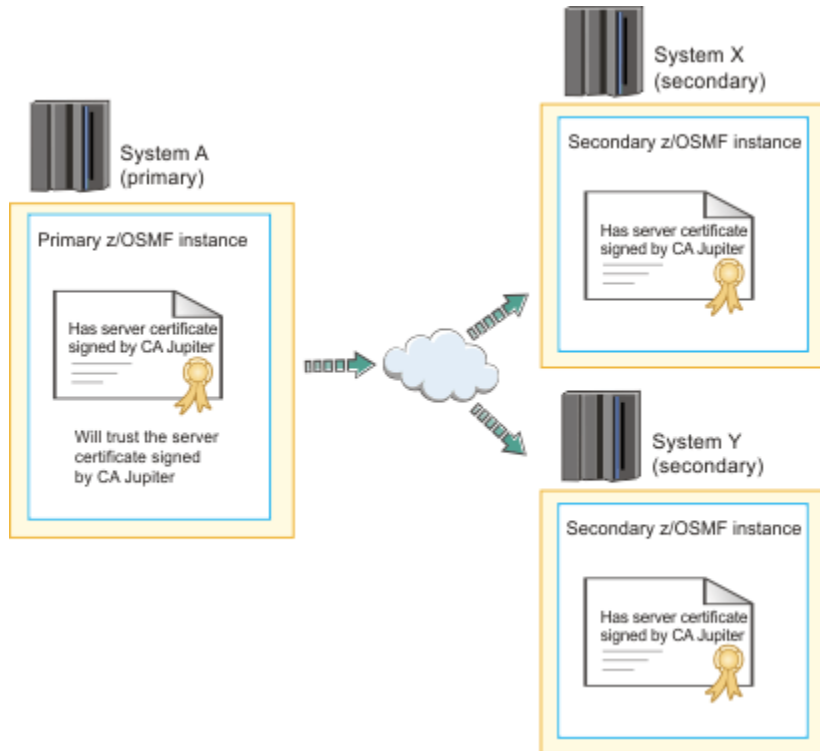 System A
(primary)
Primary z/OSMF instance
Has server certificate
signed by CA Jupiter
Will trust the server
certificate signed
by CA Jupiter
System X
(secondary)
Secondary z/OSMF instance
Has server certificate
signed by CA Jupiter
System Y
(secondary)
Secondary z/OSMF instance
Has server certificate
signed by CA Jupiter